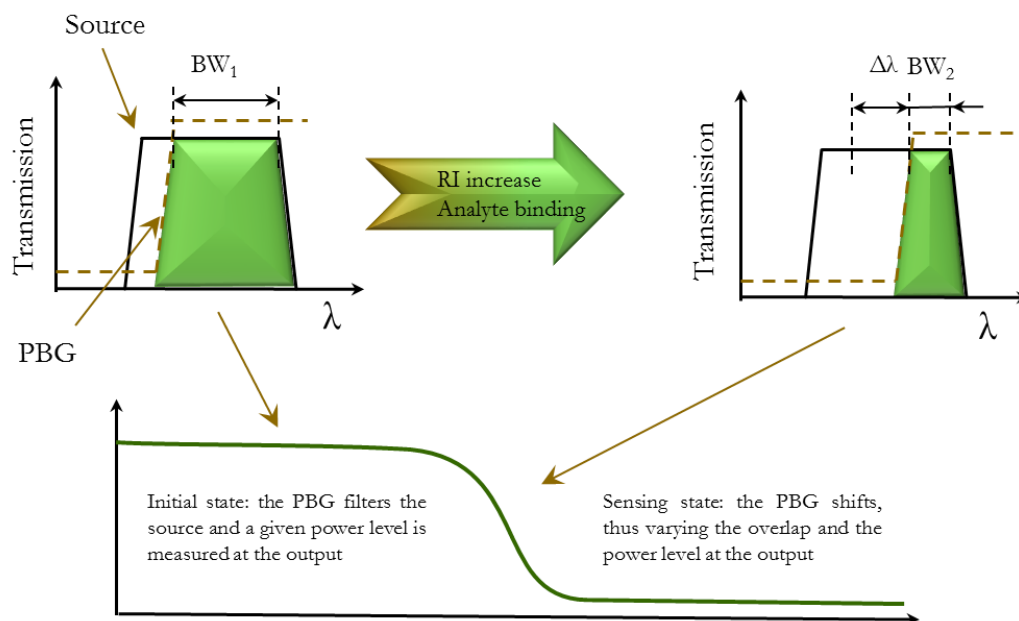 Source
BW₁
Transmission
λ
PBG
RI increase
Analyte binding
Δλ BW₂
Transmission
λ
Initial state: the PBG filters the
source and a given power level is
measured at the output
Sensing state: the PBG shifts,
thus varying the overlap and the
power level at the output